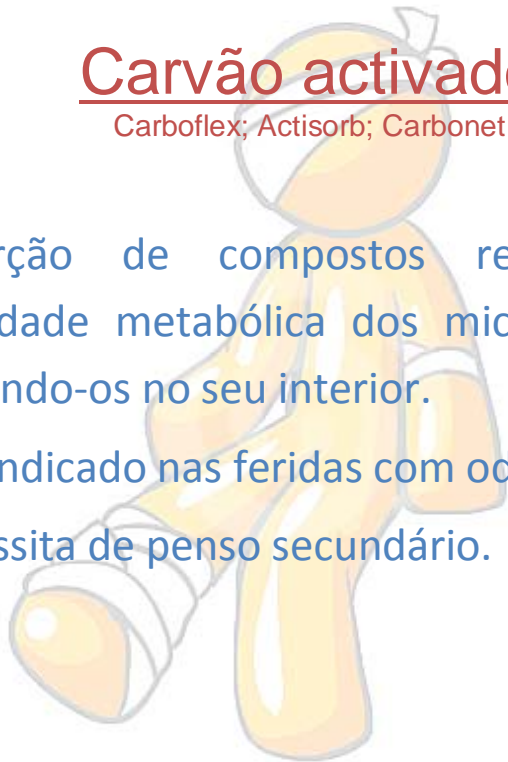 Carvão activado
Carboflex; Actisorb; Carbonet
rção de compostos re
dade metabólica dos mic
ndo-os no seu interior.
ndicado nas feridas com od
ssita de penso secundário.